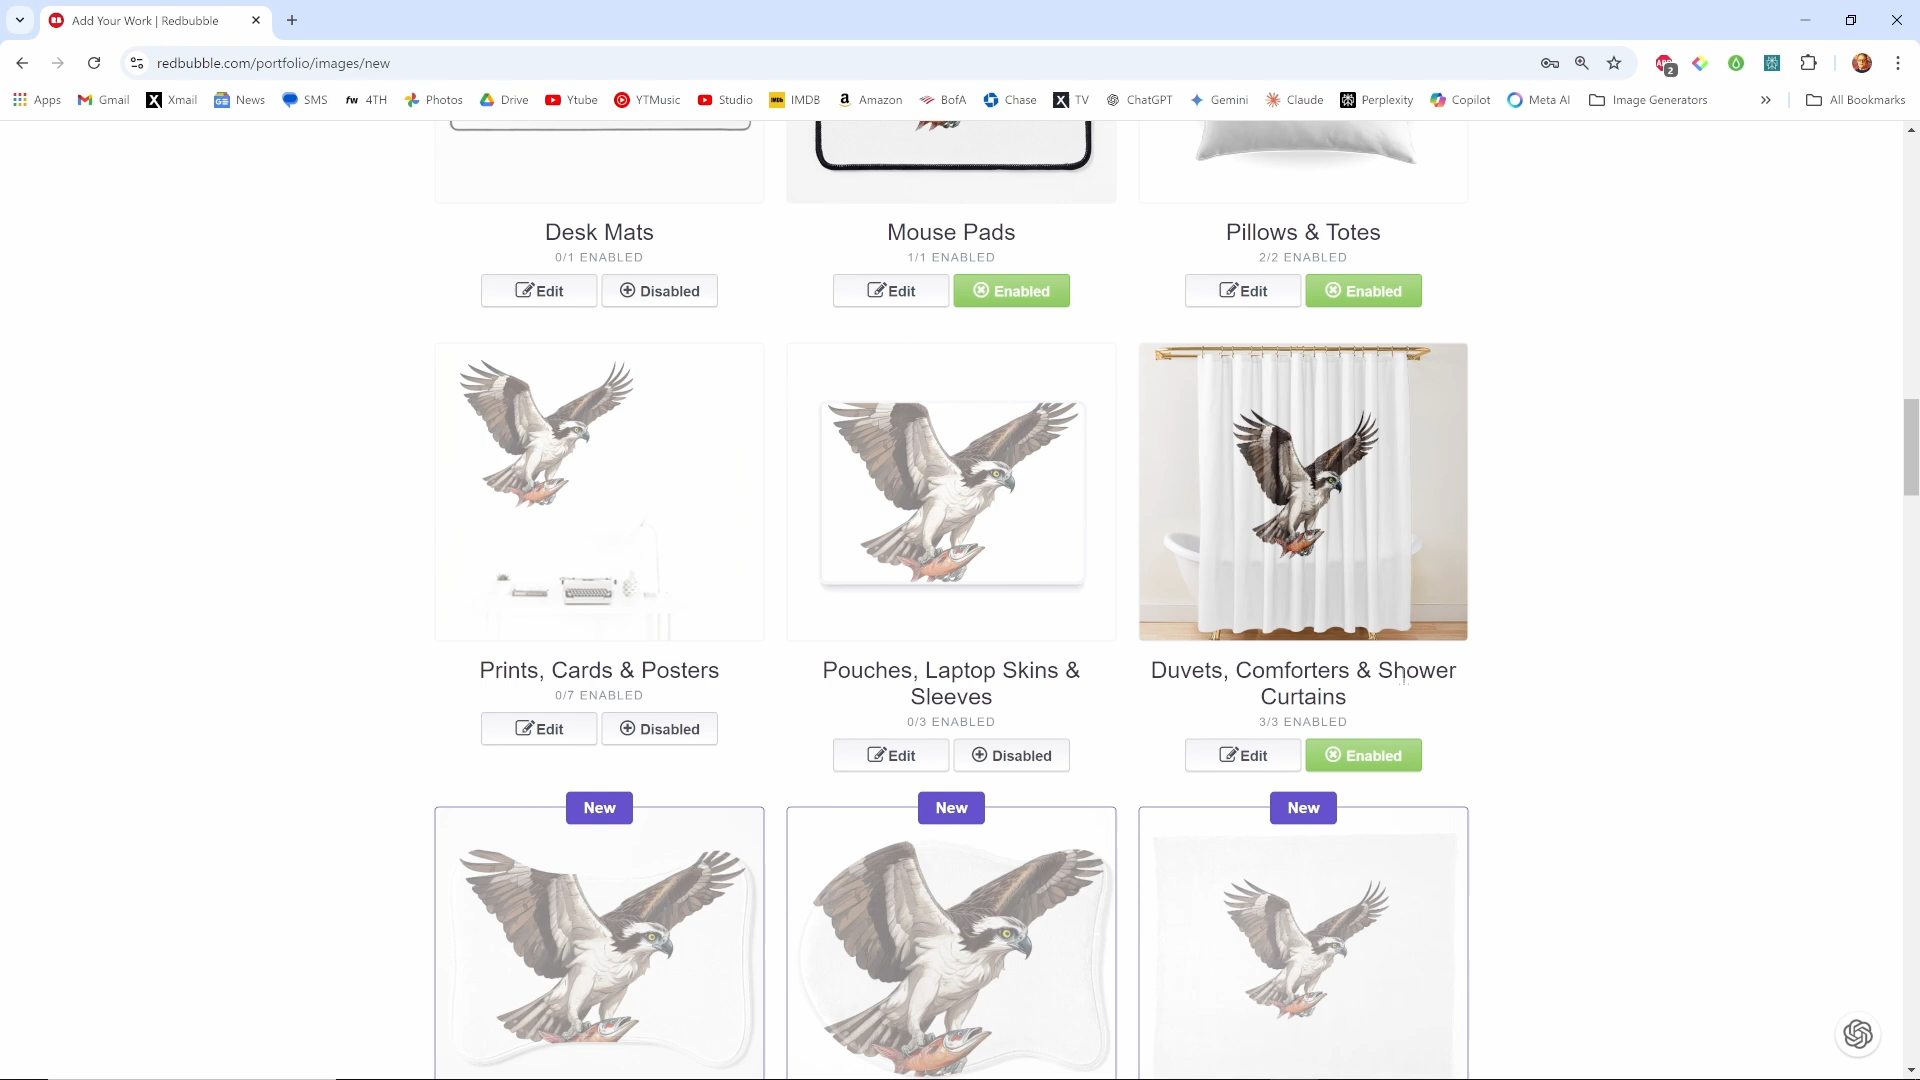 Add Your Work | Redbubble
redbubble.com/portfolio/images/new
ABP 2
Apps Gmail Xmail News SMS fw 4TH Photos Drive Ytube YTMusic Studio IMDb IMDB Amazon BofA Chase TV ChatGPT Gemini Claude Perplexity Copilot Meta AI Image Generators » All Bookmarks
Desk Mats
0/1 ENABLED
Edit Disabled
Mouse Pads
1/1 ENABLED
Edit Enabled
Pillows & Totes
2/2 ENABLED
Edit Enabled
Prints, Cards & Posters
0/7 ENABLED
Edit Disabled
Pouches, Laptop Skins &
Sleeves
0/3 ENABLED
Edit Disabled
Duvets, Comforters & Shower
Curtains
3/3 ENABLED
Edit Enabled
New
New
New